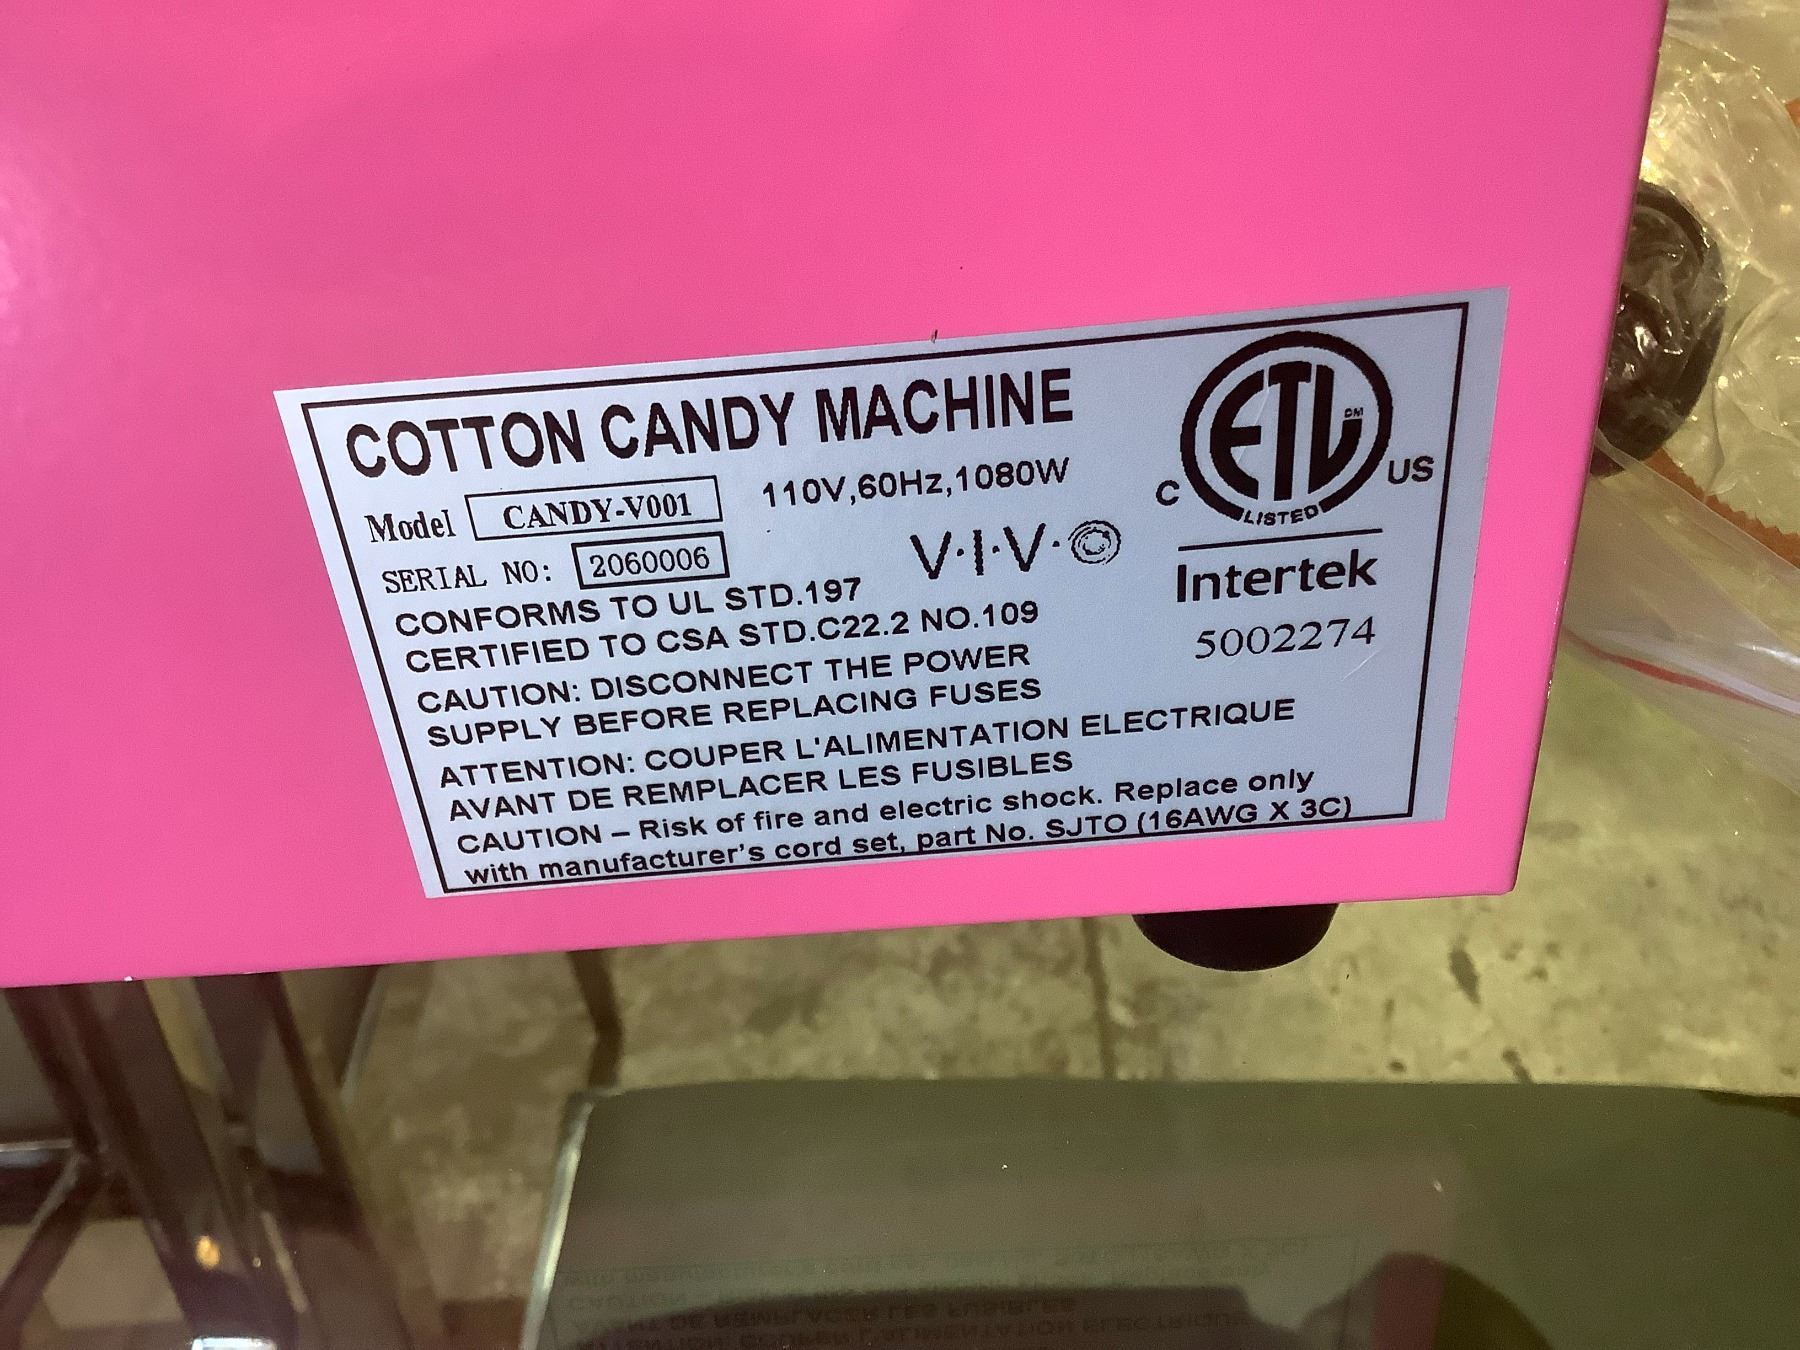 COTTON CANDY MACHINE
Model CANDY-V001 110V,60Hz,1080W
SERIAL NO: 2060006
V·I·V·O
CONFORMS TO UL STD.197
CERTIFIED TO CSA STD.C22.2 NO.109
CAUTION: DISCONNECT THE POWER
SUPPLY BEFORE REPLACING FUSES
ATTENTION: COUPER L'ALIMENTATION ELECTRIQUE
AVANT DE REMPLACER LES FUSIBLES
CAUTION – Risk of fire and electric shock. Replace only
with manufacturer's cord set, part No. SJTO (16AWG X 3C)
ETL CM
C US
LISTED
Intertek
5002274